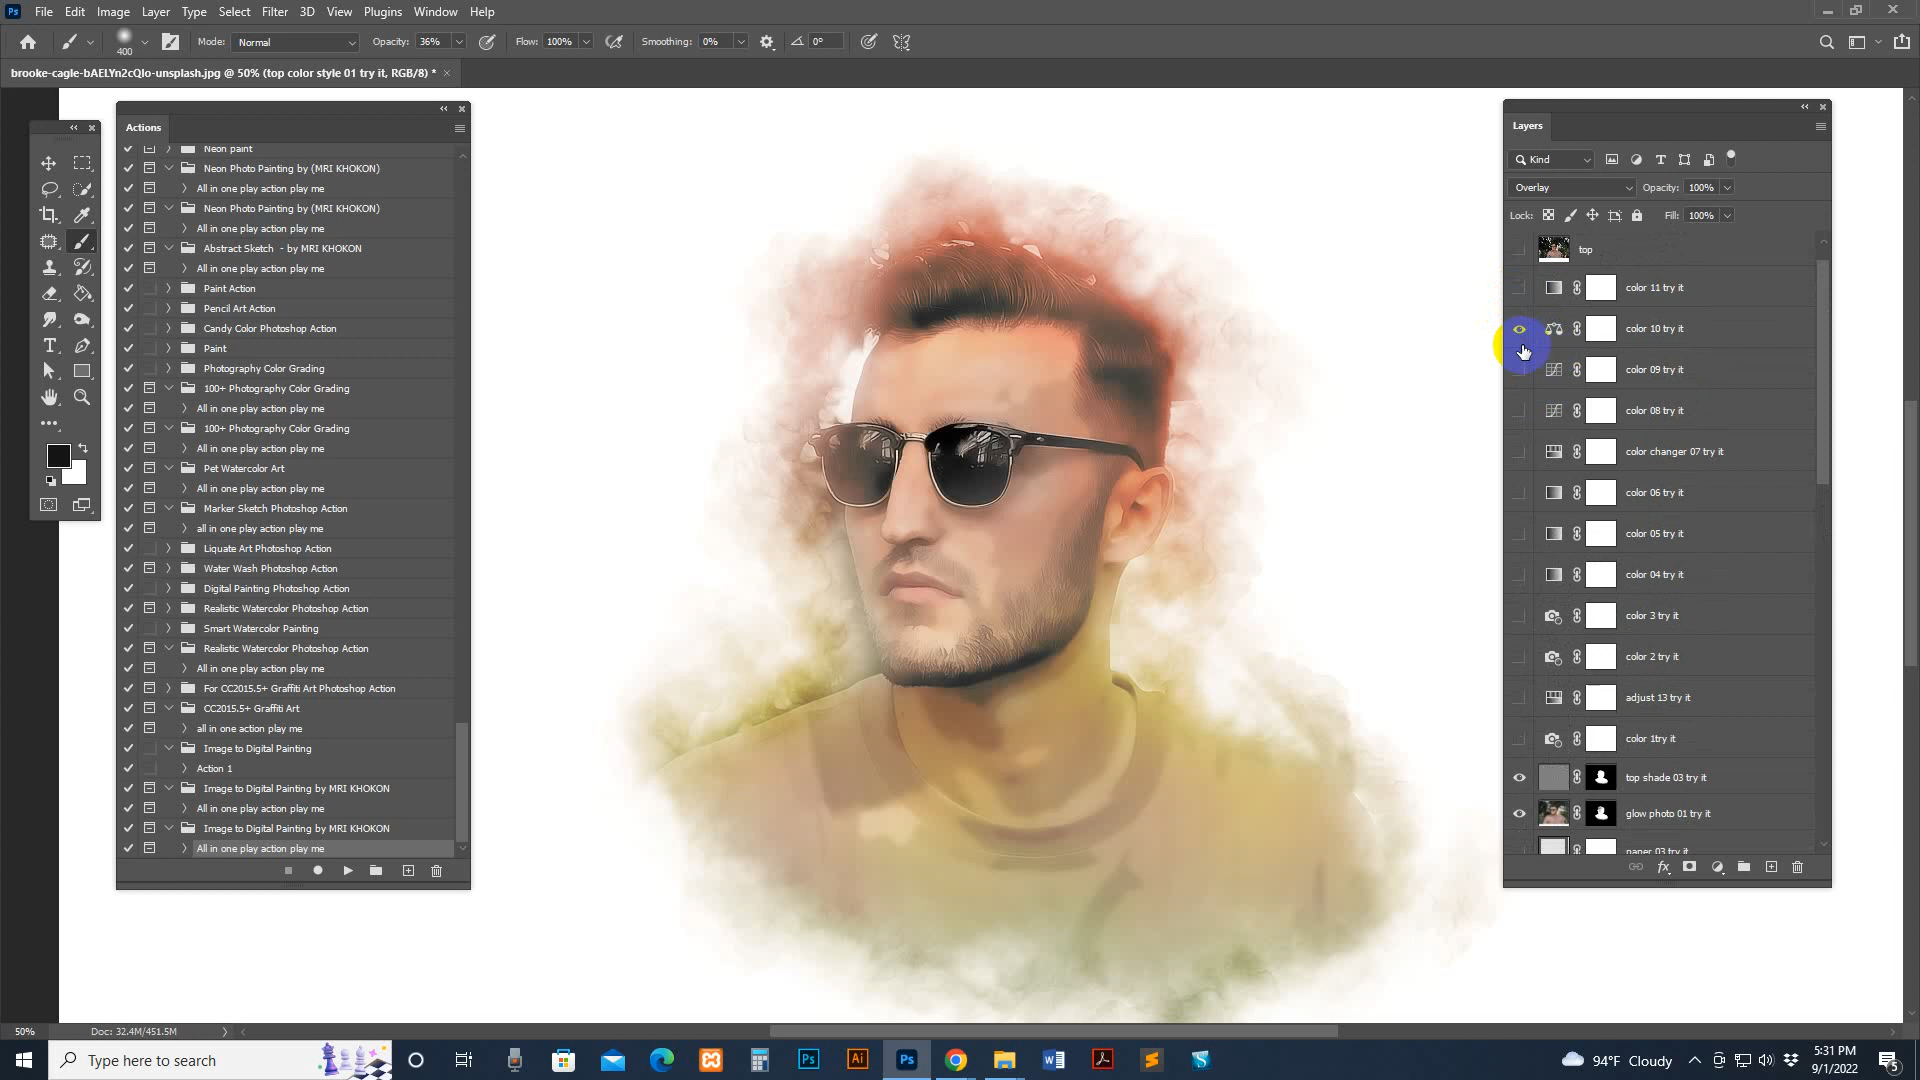 Ps File Edit Image Layer Type Select Filter 3D View Plugins Window Help
400 Mode: Normal Opacity: 36% Flow: 100% Smoothing: 0% 0°
brooke-cagle-bAELYn2cQlo-unsplash.jpg @ 50% (top color style 01 try it, RGB/8) *
Actions
Neon paint
Neon Photo Painting by (MRI KHOKON)
All in one play action play me
Neon Photo Painting by (MRI KHOKON)
All in one play action play me
Abstract Sketch - by MRI KHOKON
All in one play action play me
Paint Action
Pencil Art Action
Candy Color Photoshop Action
Paint
Photography Color Grading
100+ Photography Color Grading
All in one play action play me
100+ Photography Color Grading
All in one play action play me
Pet Watercolor Art
All in one play action play me
Marker Sketch Photoshop Action
all in one play action play me
Liquate Art Photoshop Action
Water Wash Photoshop Action
Digital Painting Photoshop Action
Realistic Watercolor Photoshop Action
Smart Watercolor Painting
Realistic Watercolor Photoshop Action
All in one play action play me
For CC2015.5+ Graffiti Art Photoshop Action
CC2015.5+ Graffiti Art
all in one action play me
Image to Digital Painting
Action 1
Image to Digital Painting by MRI KHOKON
All in one play action play me
Image to Digital Painting by MRI KHOKON
All in one play action play me
Layers
Kind
Overlay Opacity: 100%
Lock: Fill: 100%
top
color 11 try it
color 10 try it
color 09 try it
color 08 try it
color changer 07 try it
color 06 try it
color 05 try it
color 04 try it
color 3 try it
color 2 try it
adjust 13 try it
color 1try it
top shade 03 try it
glow photo 01 try it
paper 03 try it
fx
50% Doc: 32.4M/451.5M
Type here to search
Ps Ai Ps
94°F Cloudy
5:31 PM
9/1/2022
5